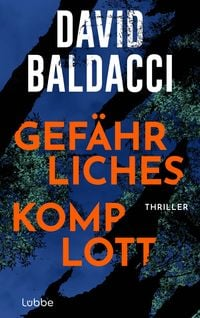 DAVID
BALDACCI
GEFÄHR
LICHES
KOMP
THRILLER
LOTT
Lübbe